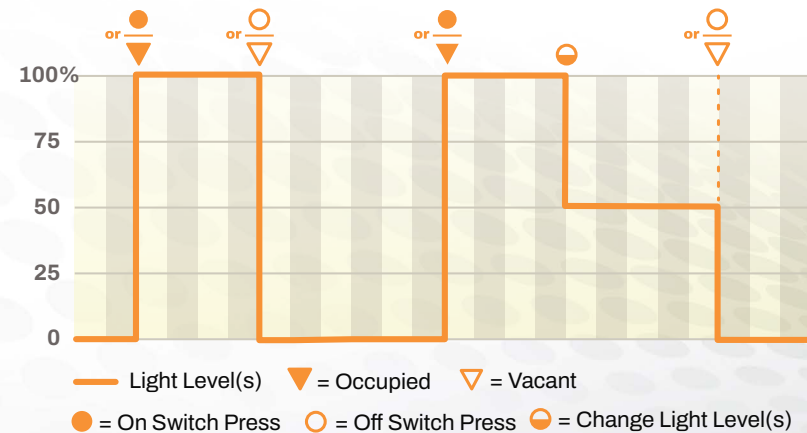 or
or
or
or
100%
75
50
25
0
Light Level(s) = Occupied = Vacant
= On Switch Press = Off Switch Press = Change Light Level(s)